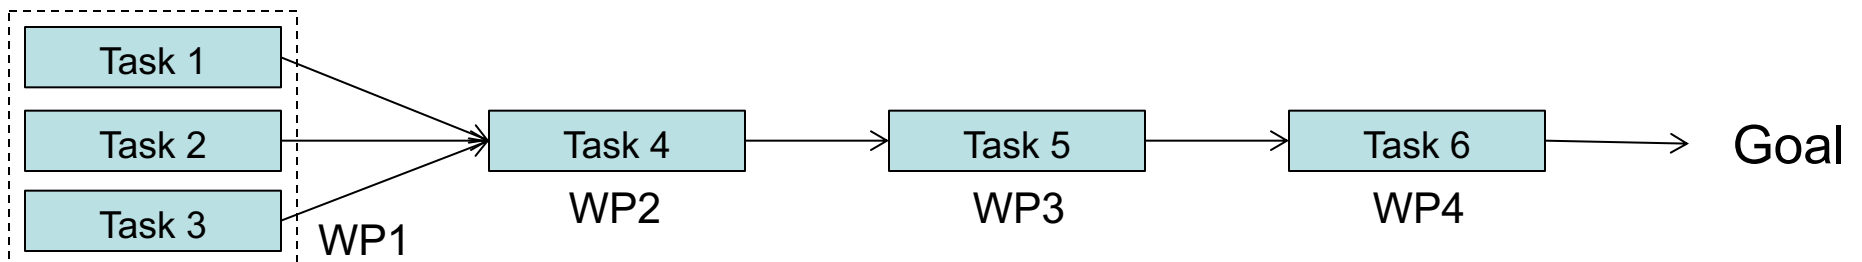 Task 1
Task 2
Task 3
WP1
Task 4
WP2
Task 5
WP3
Task 6
WP4
Goal